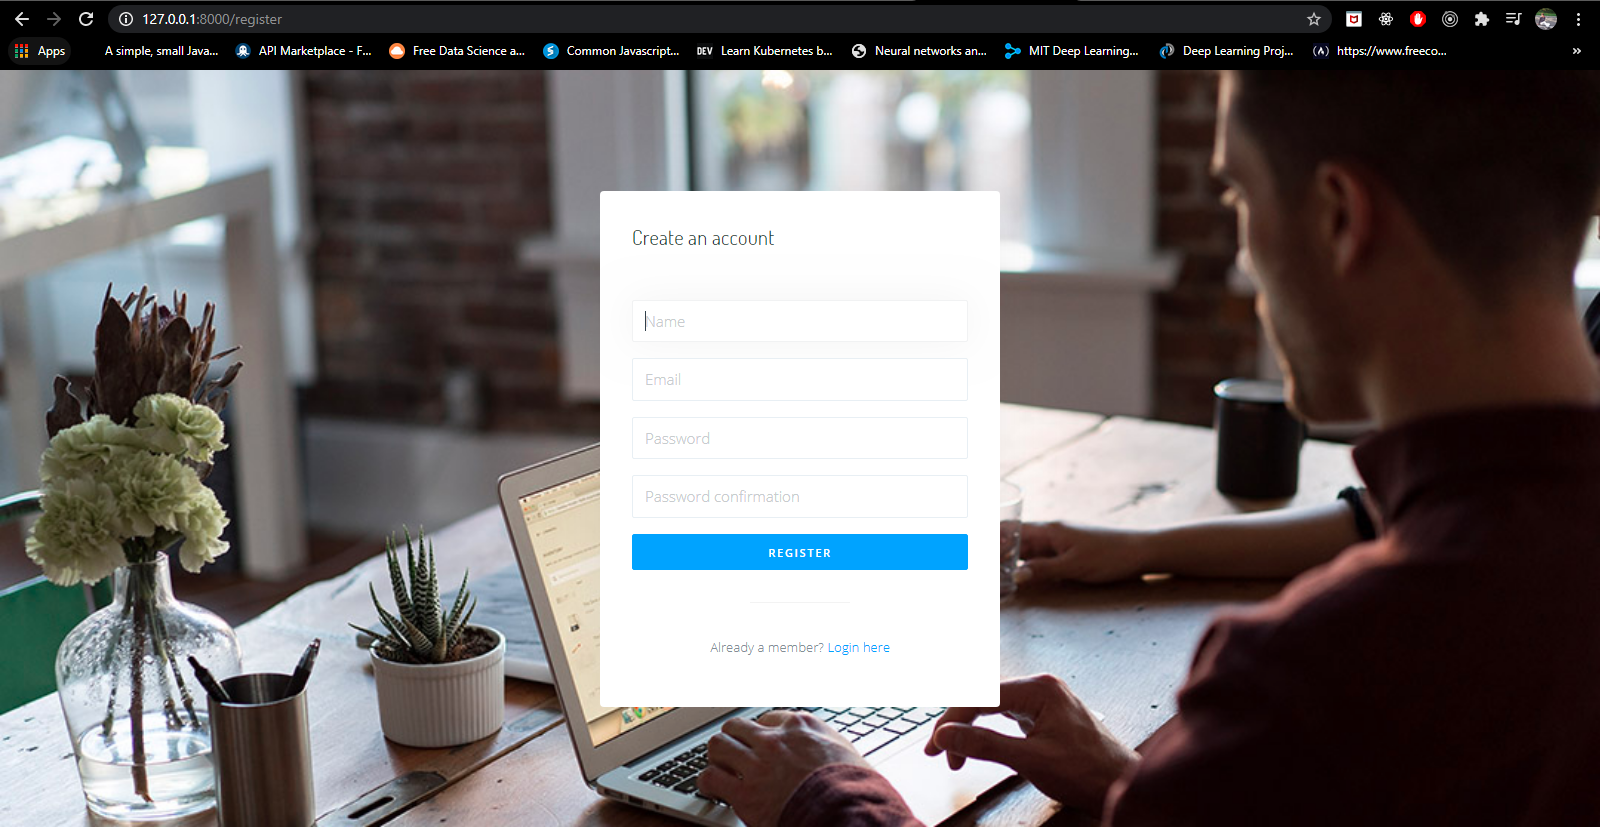 127.0.0.1:8000/register
Apps A simple, small Java... API Marketplace - F... Free Data Science a... Common Javascript... DEV Learn Kubernetes b... Neural networks an... MIT Deep Learning... Deep Learning Proj... https://www.freeco... »
Create an account
Name
Email
Password
Password confirmation
REGISTER
Already a member? Login here